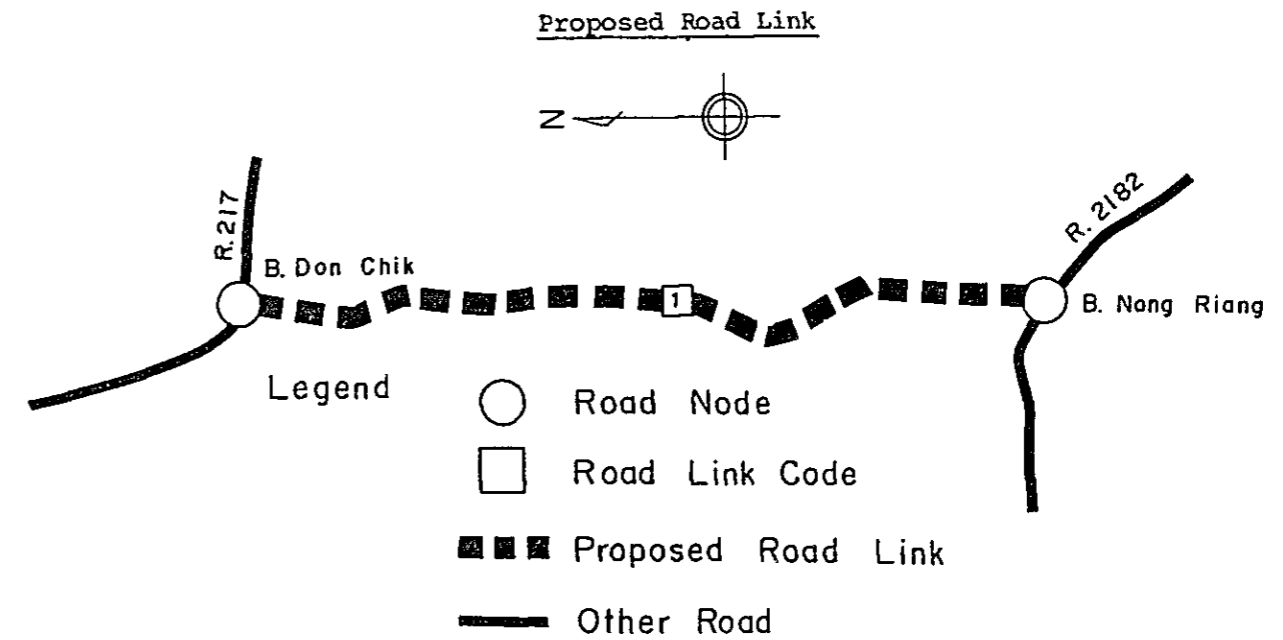 Proposed Road Link
N
R. 217
R. 2182
B. Don Chik
1
B. Nong Riang
Legend
Road Node
Road Link Code
Proposed Road Link
Other Road